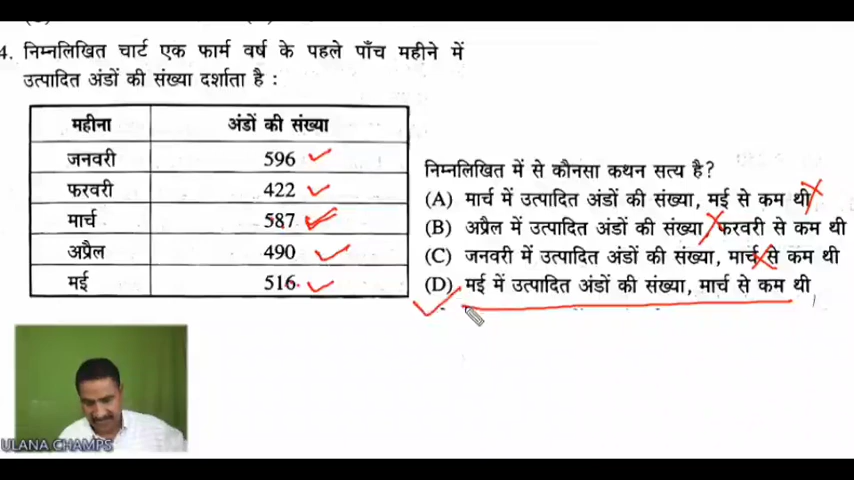 4. निम्नलिखित चार्ट एक फार्म वर्ष के पहले पाँच महीने में
उत्पादित अंडों की संख्या दर्शाता है :
महीना अंडों की संख्या
जनवरी 596
फरवरी 422
मार्च 587
अप्रैल 490
मई 516
निम्नलिखित में से कौनसा कथन सत्य है?
(A) मार्च में उत्पादित अंडों की संख्या, मई से कम थी
(B) अप्रैल में उत्पादित अंडों की संख्या, फरवरी से कम थी
(C) जनवरी में उत्पादित अंडों की संख्या, मार्च से कम थी
(D) मई में उत्पादित अंडों की संख्या, मार्च से कम थी
ULANA CHAMPS